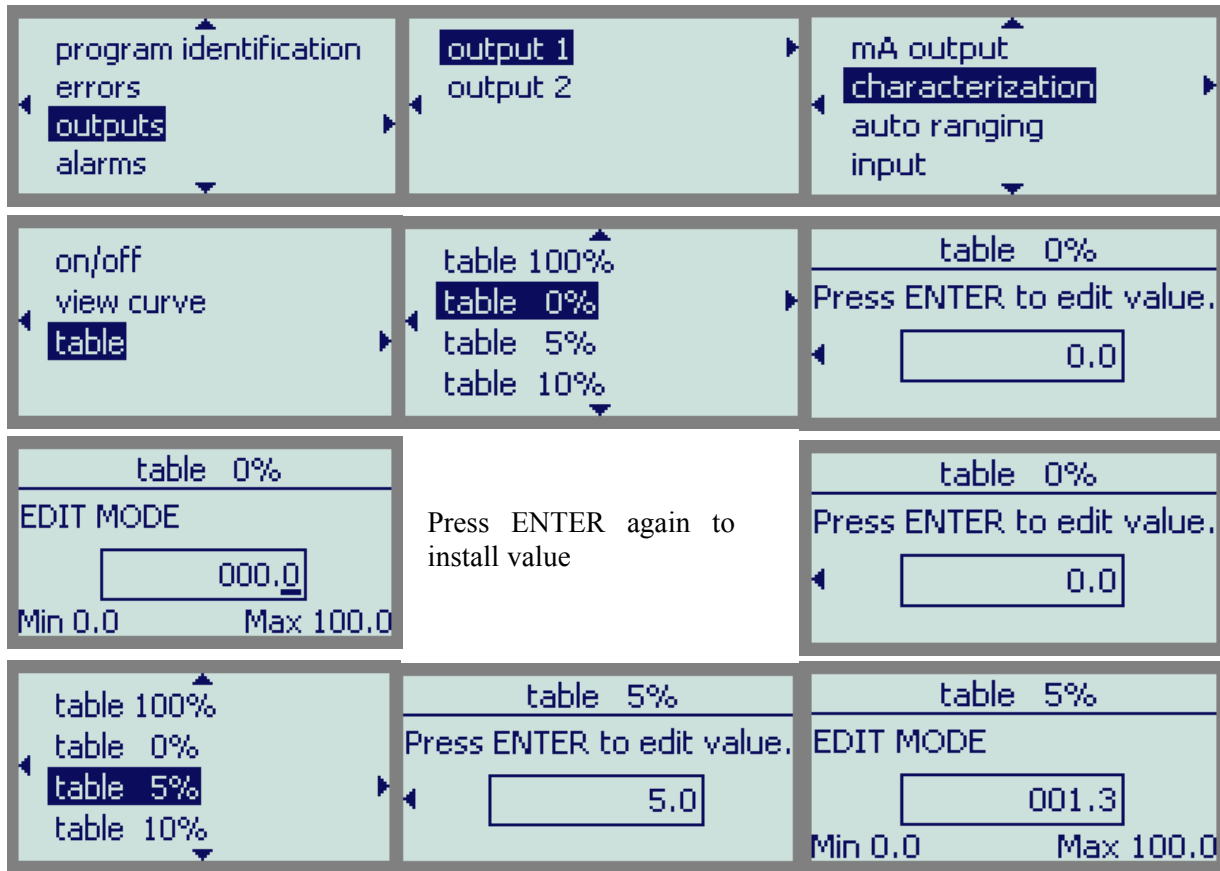 program identification
errors
outputs
alarms
output 1
output 2
mA output
characterization
auto ranging
input
on/off
view curve
table
table 100%
table 0%
table 5%
table 10%
table 0%
Press ENTER to edit value.
0.0
table 0%
EDIT MODE
000.0
Min 0.0 Max 100.0
Press ENTER again to
install value
table 0%
Press ENTER to edit value.
0.0
table 100%
table 0%
table 5%
table 10%
table 5%
Press ENTER to edit value.
5.0
table 5%
EDIT MODE
001.3
Min 0.0 Max 100.0